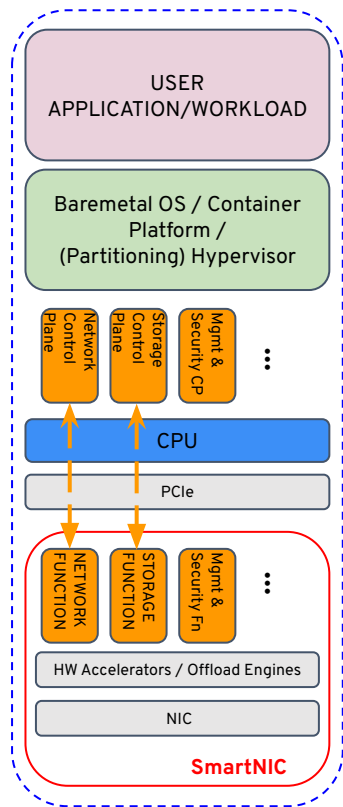 USER
APPLICATION/WORKLOAD
Baremetal OS / Container
Platform /
(Partitioning) Hypervisor
Network
Control
Plane
Storage
Control
Plane
Mgmt &
Security CP
...
CPU
PCIe
NETWORK
FUNCTION
STORAGE
FUNCTION
Mgmt &
Security Fn
...
HW Accelerators / Offload Engines
NIC
SmartNIC